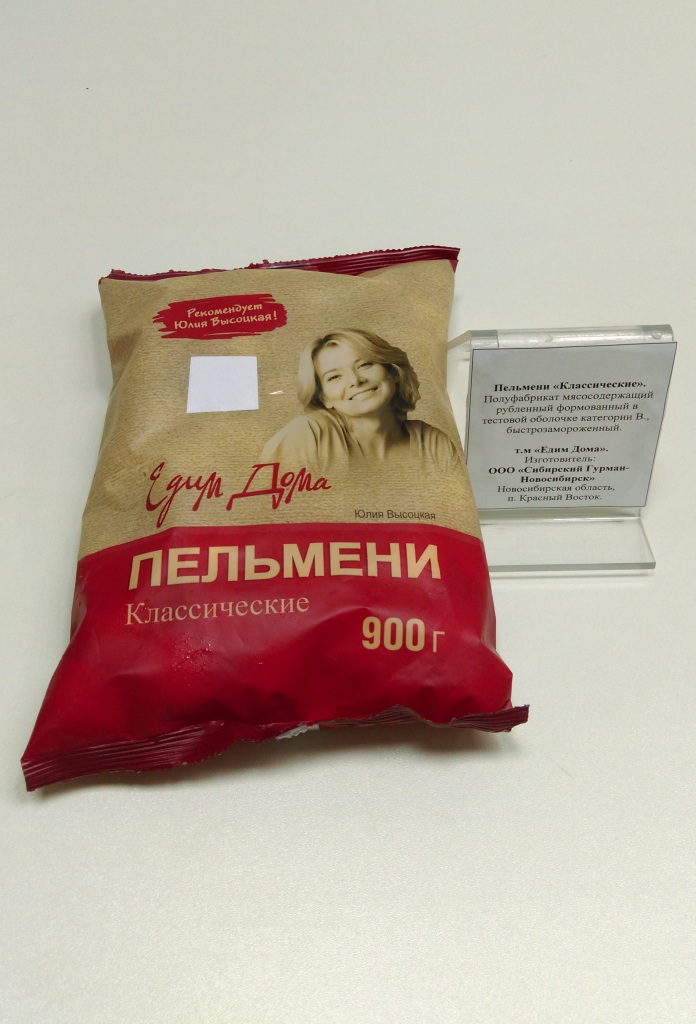 Рекомендует
Юлия Высоцкая!
Едим Дома
Юлия Высоцкая
ПЕЛЬМЕНИ
Классические
900 г
Пельмени «Классические».
Полуфабрикат мясосодержащий
рубленный формованный в
тестовой оболочке категории В.,
быстрозамороженный.
т.м «Едим Дома».
Изготовитель:
ООО «Сибирский Гурман-
Новосибирск»
Новосибирская область,
п. Красный Восток.